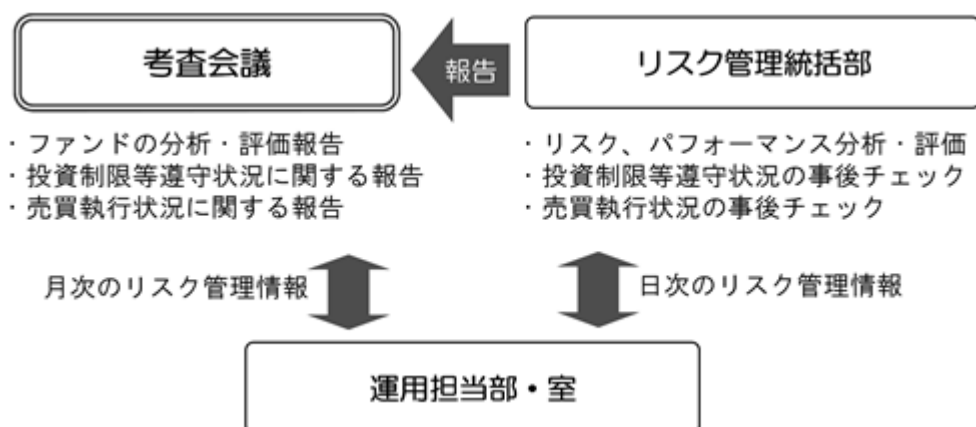 考査会議
報告
リスク管理統括部
・ファンドの分析・評価報告
・投資制限等遵守状況に関する報告
・売買執行状況に関する報告
・リスク、パフォーマンス分析・評価
・投資制限等遵守状況の事後チェック
・売買執行状況の事後チェック
月次のリスク管理情報
日次のリスク管理情報
運用担当部・室